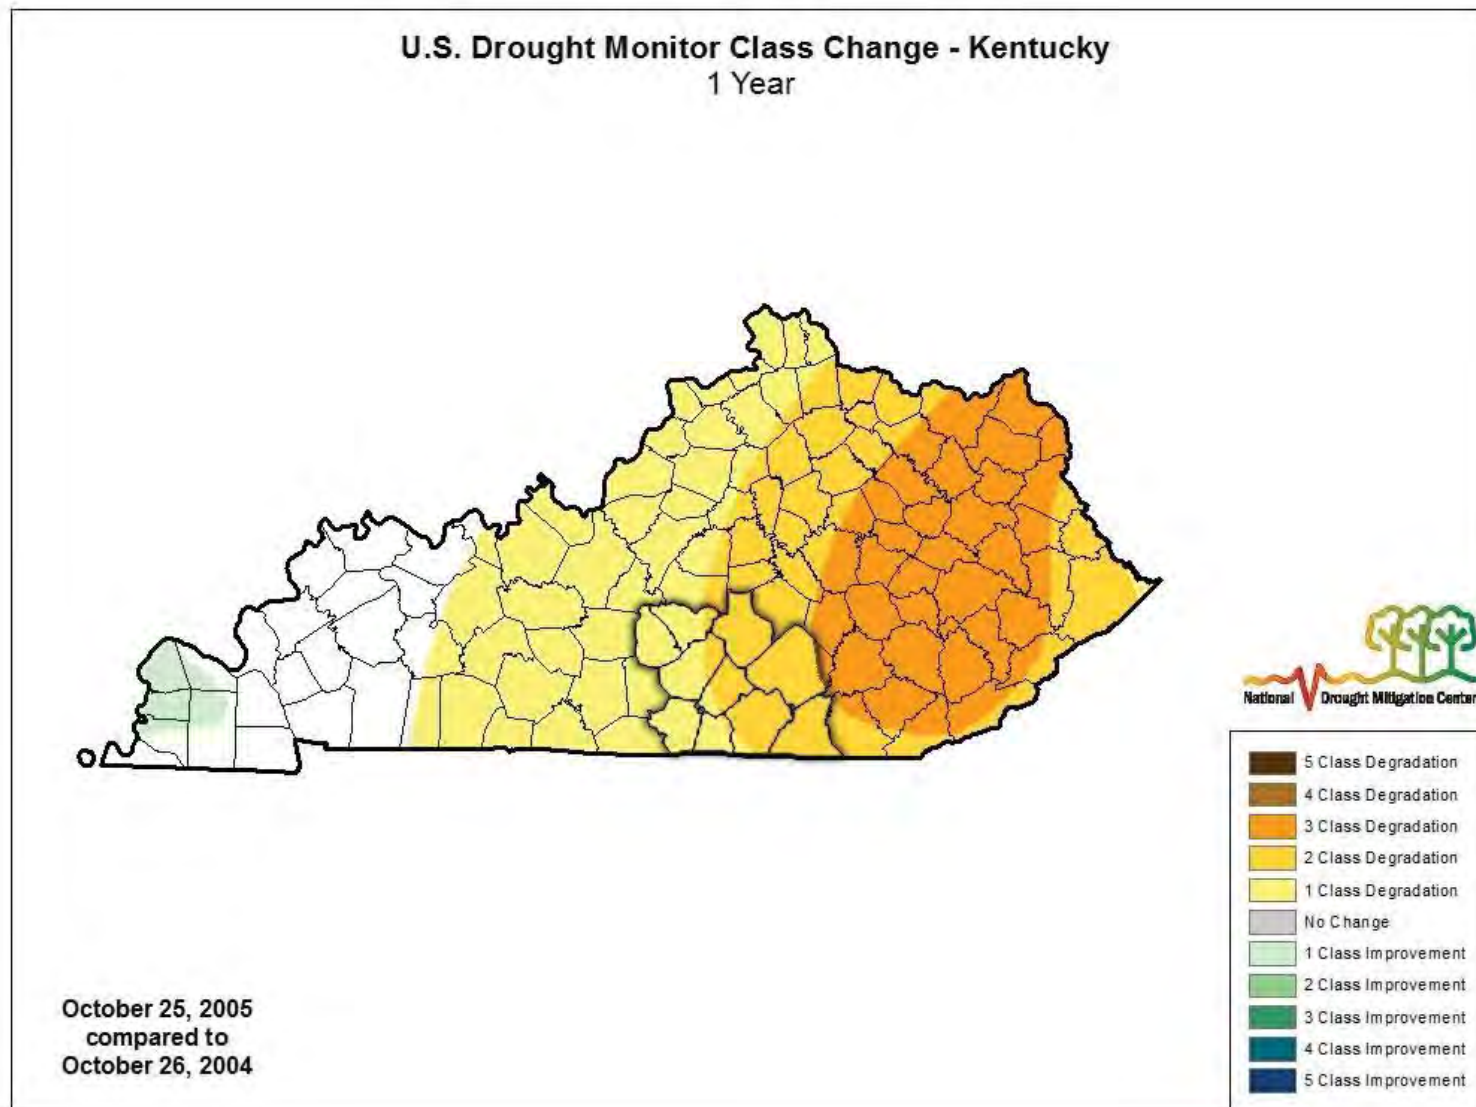 U.S. Drought Monitor Class Change - Kentucky
1 Year
National Drought Mitigation Center
5 Class Degradation
4 Class Degradation
3 Class Degradation
2 Class Degradation
1 Class Degradation
No Change
1 Class Improvement
2 Class Improvement
3 Class Improvement
4 Class Improvement
5 Class Improvement
October 25, 2005
compared to
October 26, 2004